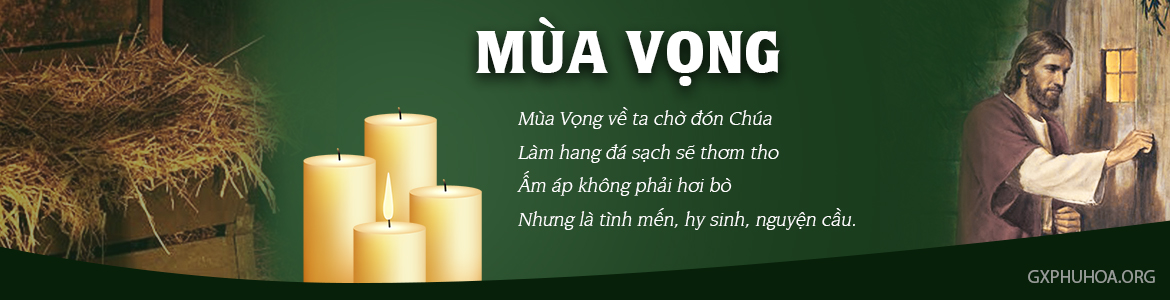 MÙA VỌNG
Mùa Vọng về ta chờ đón Chúa
Làm hang đá sạch sẽ thơm tho
Ấm áp không phải hơi bò
Nhưng là tình mến, hy sinh, nguyện cầu.
GXPHUHOA.ORG